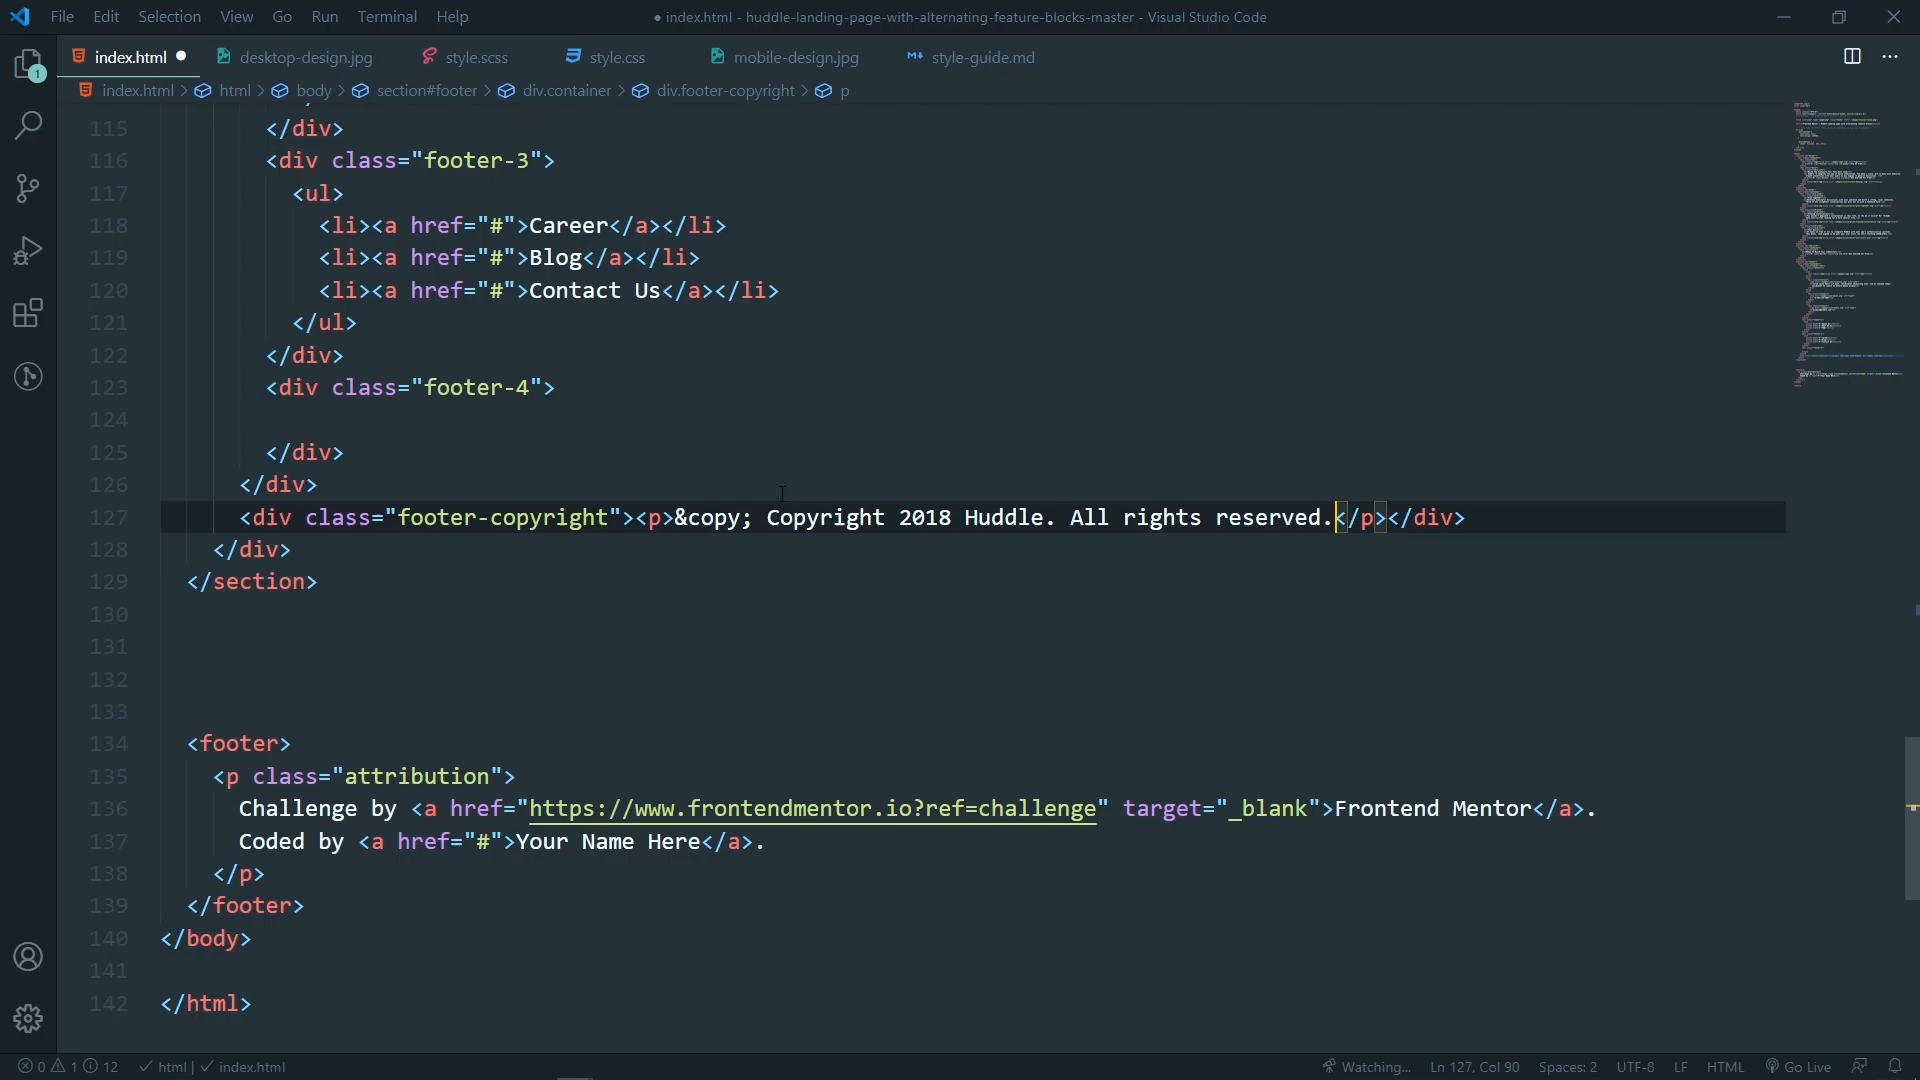 File Edit Selection View Go Run Terminal Help
● index.html - huddle-landing-page-with-alternating-feature-blocks-master - Visual Studio Code
index.html ● desktop-design.jpg style.scss style.css mobile-design.jpg style-guide.md
index.html > html > body > section#footer > div.container > div.footer-copyright > p
1
115 </div>
116 <div class="footer-3">
117 <ul>
118 <li><a href="#">Career</a></li>
119 <li><a href="#">Blog</a></li>
120 <li><a href="#">Contact Us</a></li>
121 </ul>
122 </div>
123 <div class="footer-4">
124
125 </div>
126 </div>
127 <div class="footer-copyright"><p>&copy; Copyright 2018 Huddle. All rights reserved.</p></div>
128 </div>
129 </section>
130
131
132
133
134 <footer>
135 <p class="attribution">
136 Challenge by <a href="https://www.frontendmentor.io?ref=challenge" target="_blank">Frontend Mentor</a>.
137 Coded by <a href="#">Your Name Here</a>.
138 </p>
139 </footer>
140 </body>
141
142 </html>
0 1 12 html | index.html Watching... Ln 127, Col 90 Spaces: 2 UTF-8 LF HTML Go Live